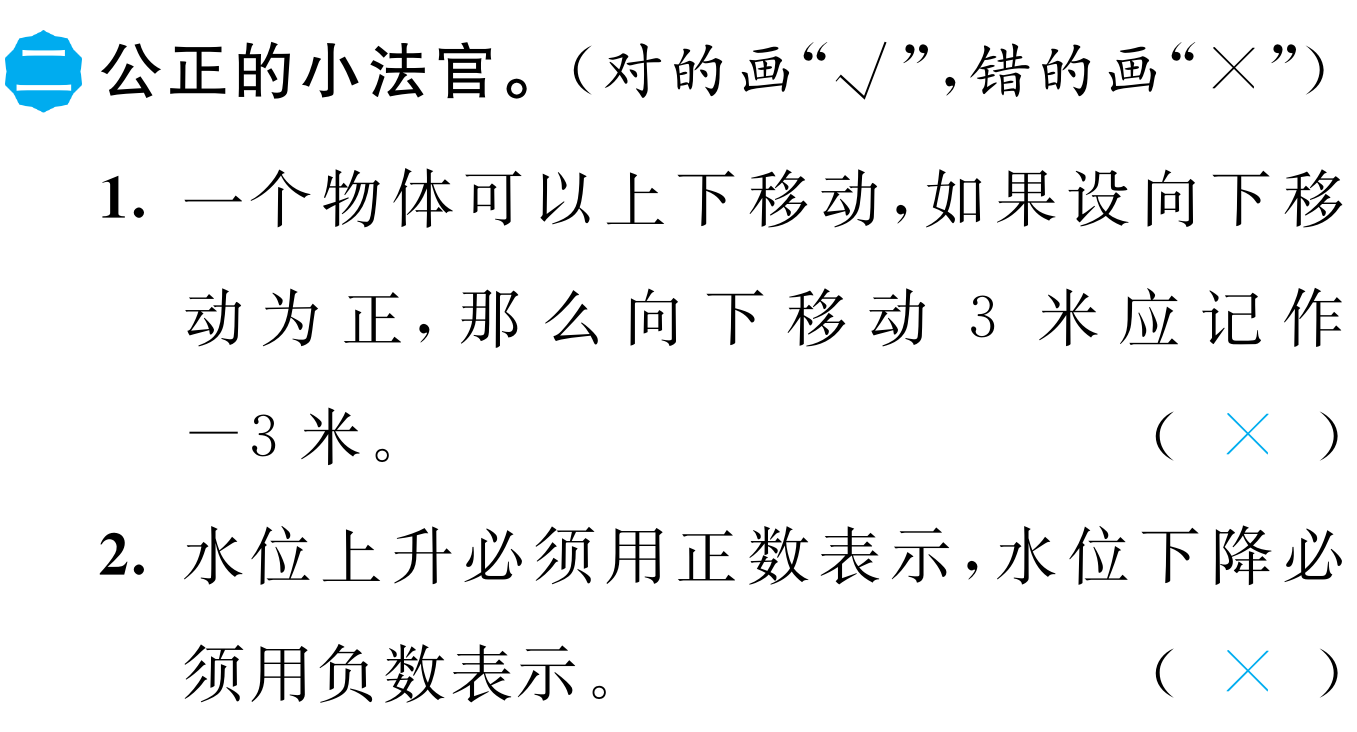 二 公正的小法官。(对的画“√”,错的画“×”)
1. 一个物体可以上下移动,如果设向下移
动为正,那么向下移动 3 米应记作
－3 米。 ( × )
2. 水位上升必须用正数表示,水位下降必
须用负数表示。 ( × )